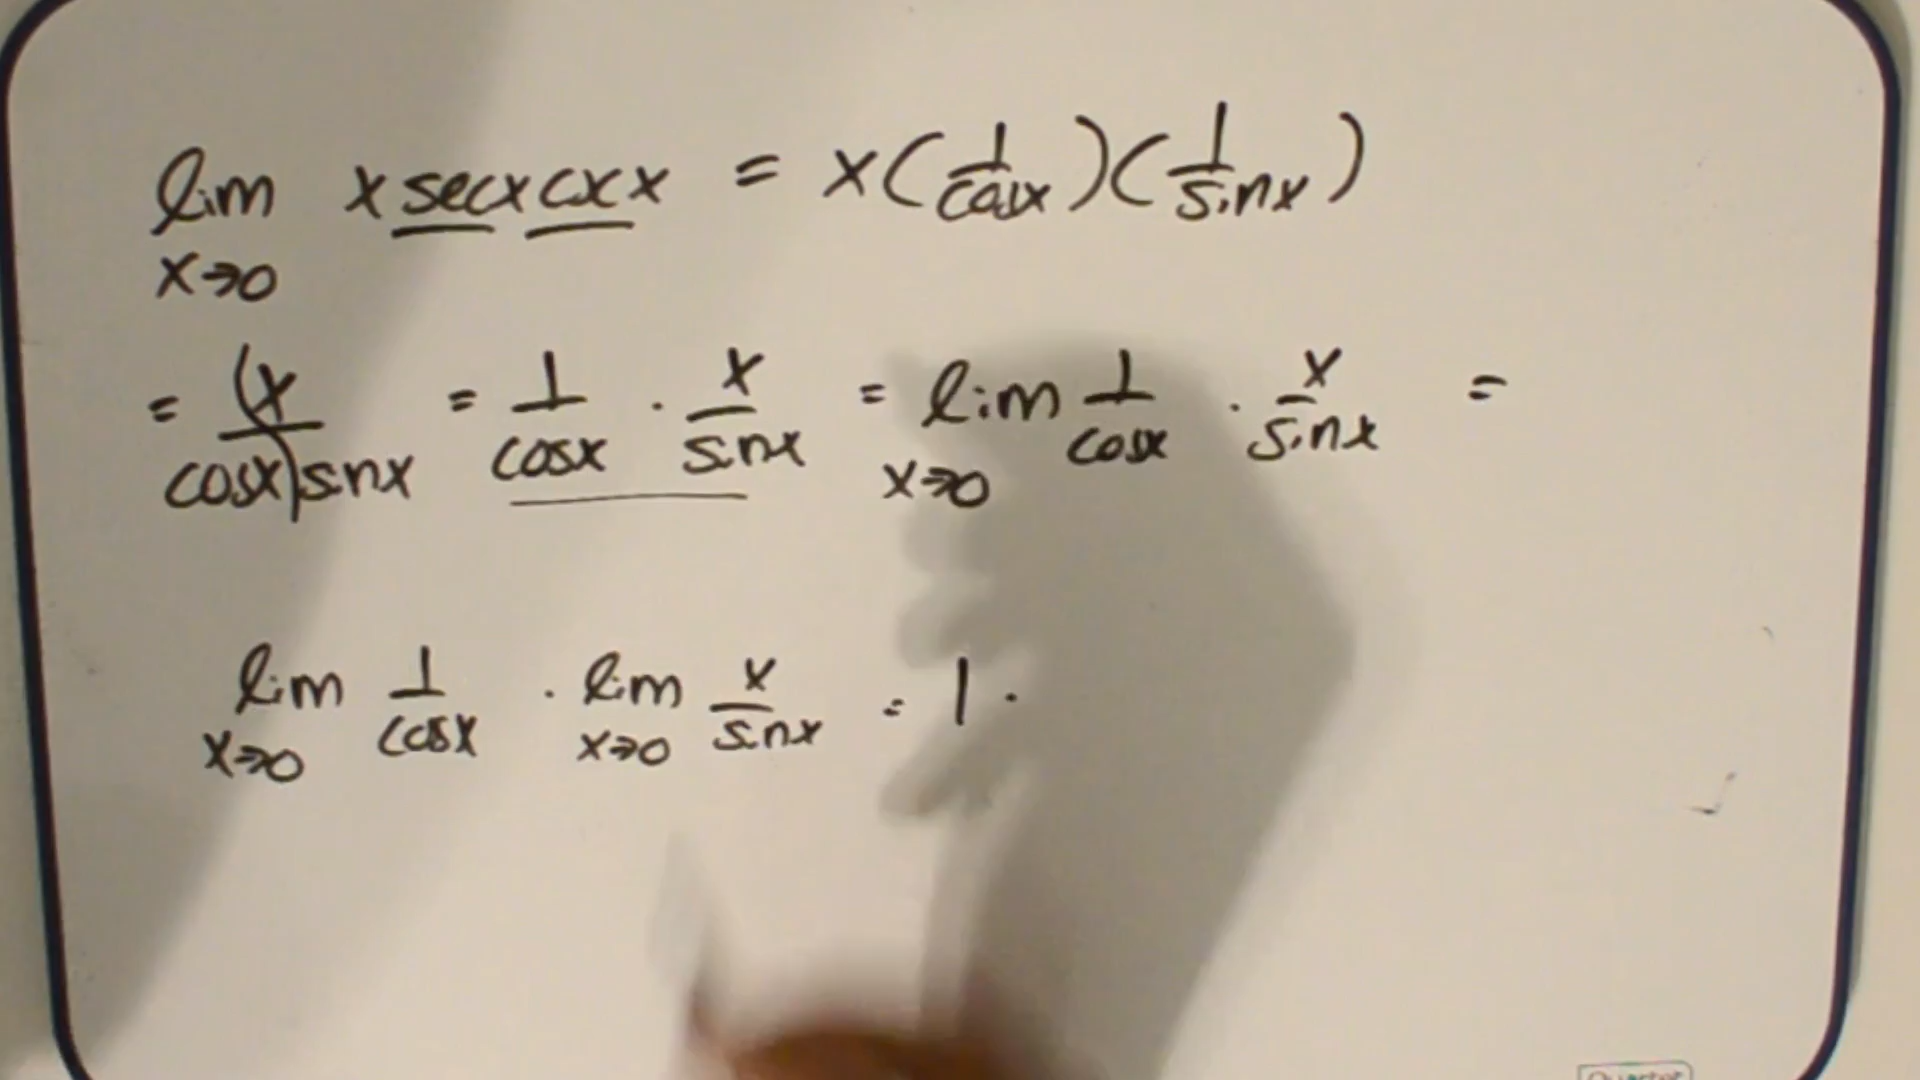 lim x secx cscx = x(1/cosx)(1/sinx)
x→0
= (x/cosx)sinx = 1/cosx · x/sinx = lim 1/cosx · x/sinx =
x→0
lim 1/cosx · lim x/sinx = 1 ·
x→0 x→0